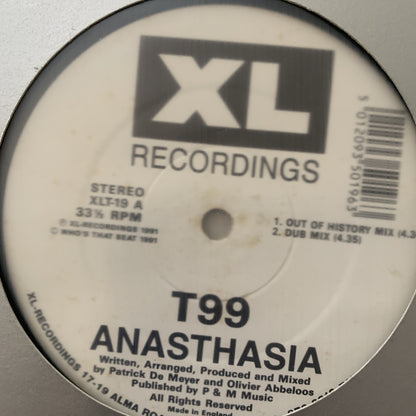 XL
RECORDINGS
STEREO
XLT-19 A
33⅓ RPM
Ⓟ XL-RECORDINGS 1991
© WHO'S THAT BEAT 1991
5 012093 501963
1. OUT OF HISTORY MIX (4.3
2. DUB MIX (4.35)
T99
ANASTHASIA
Written, Arranged, Produced and Mixed
by Patrick De Meyer and Olivier Abbeloos
Published by P & M Music
All Rights Reserved
Made in England
XL-RECORDINGS 17-19 ALMA RO